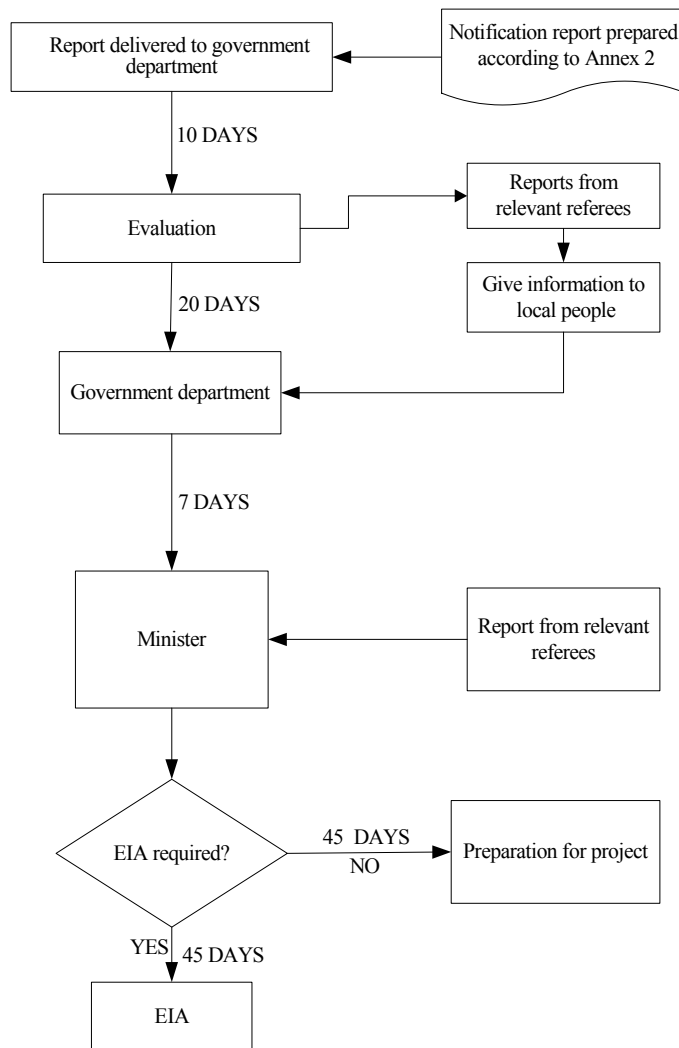 Report delivered to government
department
Notification report prepared
according to Annex 2
10 DAYS
Evaluation
Reports from
relevant referees
Give information to
local people
20 DAYS
Government department
7 DAYS
Minister
Report from relevant
referees
EIA required?
45 DAYS
NO
Preparation for project
YES
45 DAYS
EIA